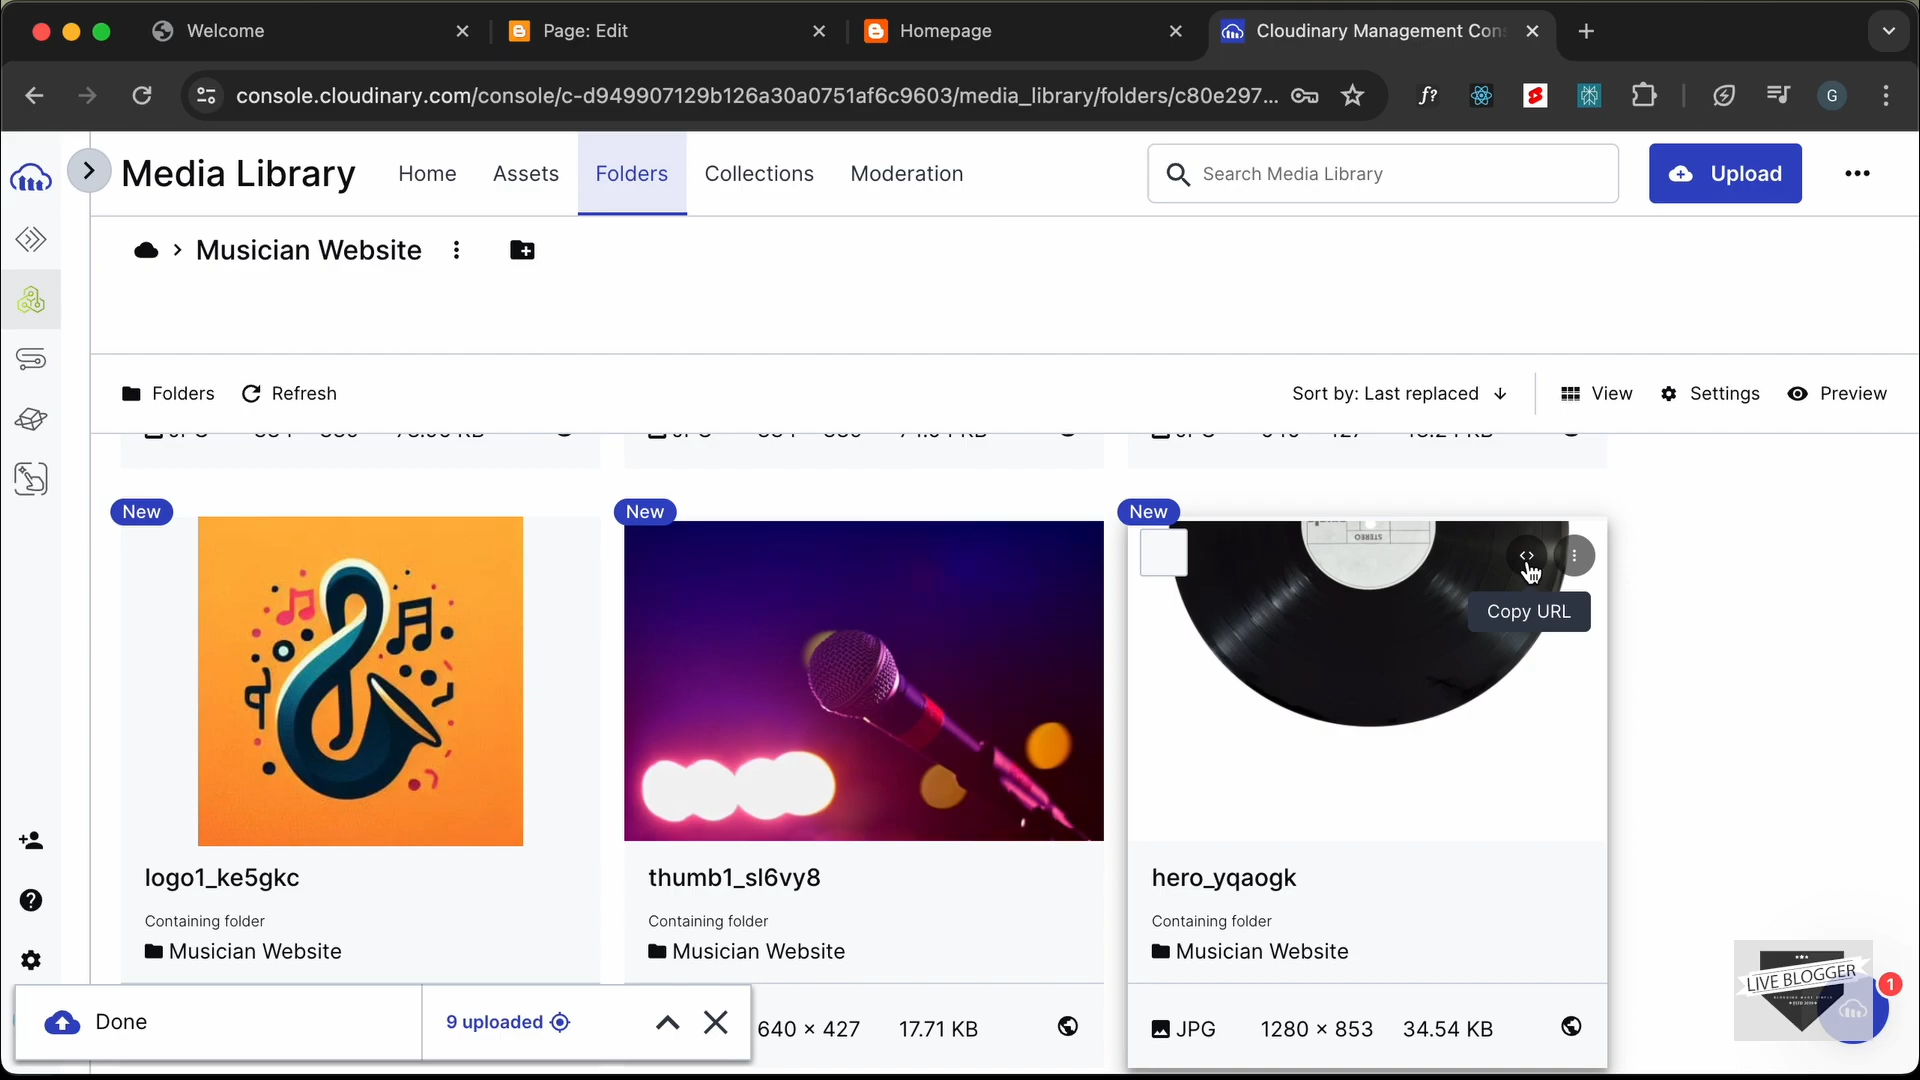 Welcome
Page: Edit
Homepage
Cloudinary Management Con
console.cloudinary.com/console/c-d949907129b126a30a0751af6c9603/media_library/folders/c80e297...
f?
G
Media Library
Home
Assets
Folders
Collections
Moderation
Search Media Library
Upload
Musician Website
Folders
Refresh
Sort by: Last replaced
View
Settings
Preview
New
New
New
STEREO
Copy URL
logo1_ke5gkc
thumb1_sl6vy8
hero_yqaogk
Containing folder
Containing folder
Containing folder
Musician Website
Musician Website
Musician Website
Done
9 uploaded
640 × 427
17.71 KB
JPG
1280 × 853
34.54 KB
LIVE BLOGGER
1